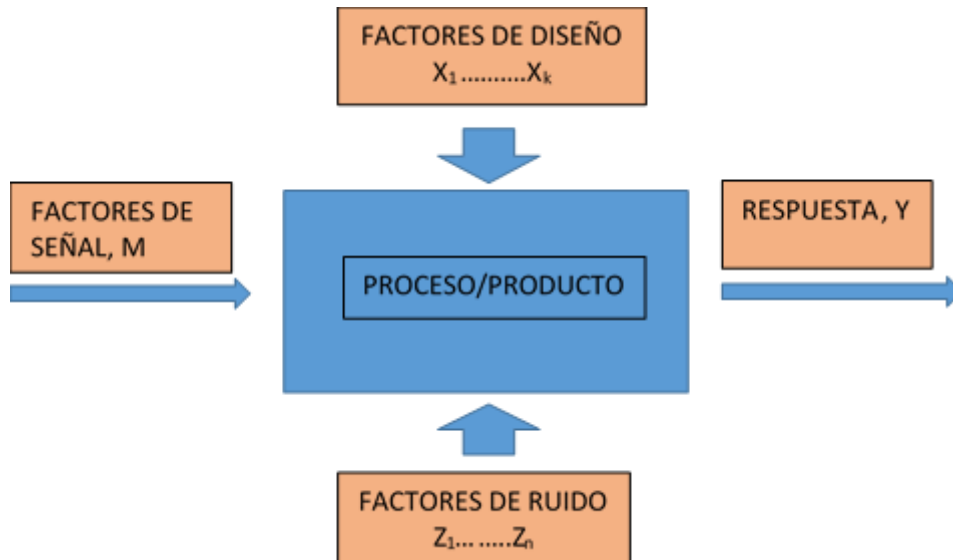 FACTORES DE DISEÑO
X₁..........Xₖ
FACTORES DE
SEÑAL, M
PROCESO/PRODUCTO
RESPUESTA, Y
FACTORES DE RUIDO
Z₁... .....Zₙ